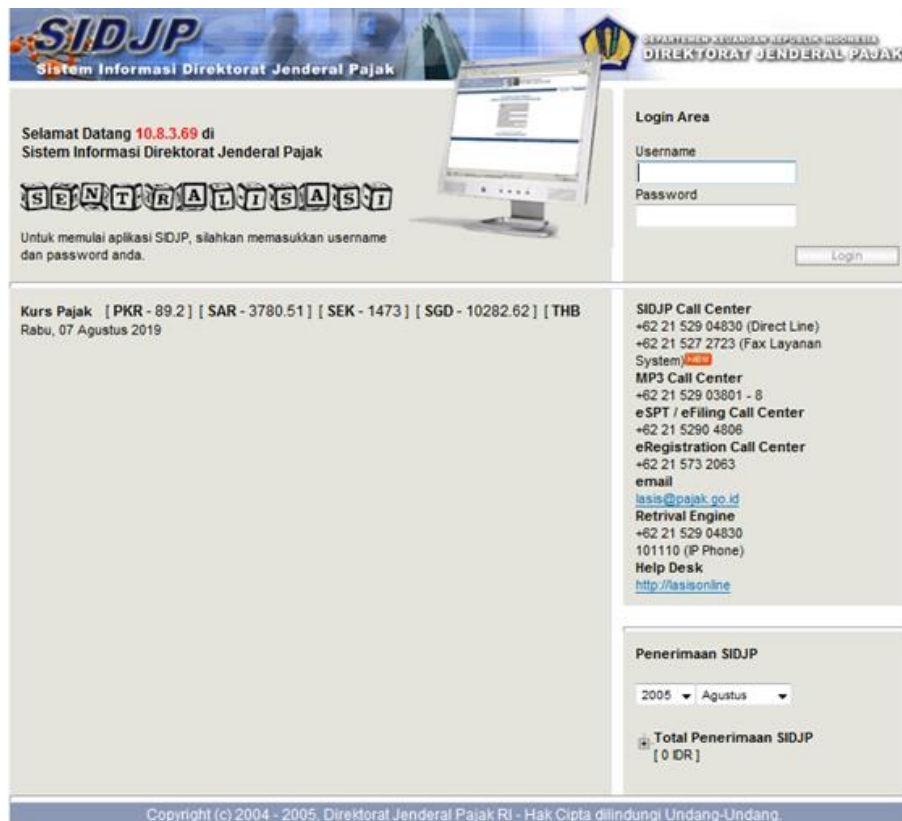 SIDJP
Sistem Informasi Direktorat Jenderal Pajak
DEPARTEMEN KEUANGAN REPUBLIK INDONESIA
DIREKTORAT JENDERAL PAJAK
Selamat Datang 10.8.3.69 di
Sistem Informasi Direktorat Jenderal Pajak
SENTRALISASI
Untuk memulai aplikasi SIDJP, silahkan memasukkan username
dan password anda.
Login Area
Username
Password
Login
Kurs Pajak [ PKR - 89.2 ] [ SAR - 3780.51 ] [ SEK - 1473 ] [ SGD - 10282.62 ] [ THB
Rabu, 07 Agustus 2019
SIDJP Call Center
+62 21 529 04830 (Direct Line)
+62 21 527 2723 (Fax Layanan
System) NEW
MP3 Call Center
+62 21 529 03801 - 8
eSPT / eFiling Call Center
+62 21 5290 4806
eRegistration Call Center
+62 21 573 2063
email
lasis@pajak.go.id
Retrival Engine
+62 21 529 04830
101110 (IP Phone)
Help Desk
http://lasisonline
Penerimaan SIDJP
2005 Agustus
Total Penerimaan SIDJP
[ 0 IDR ]
Copyright (c) 2004 - 2005, Direktorat Jenderal Pajak RI - Hak Cipta dilindungi Undang-Undang.